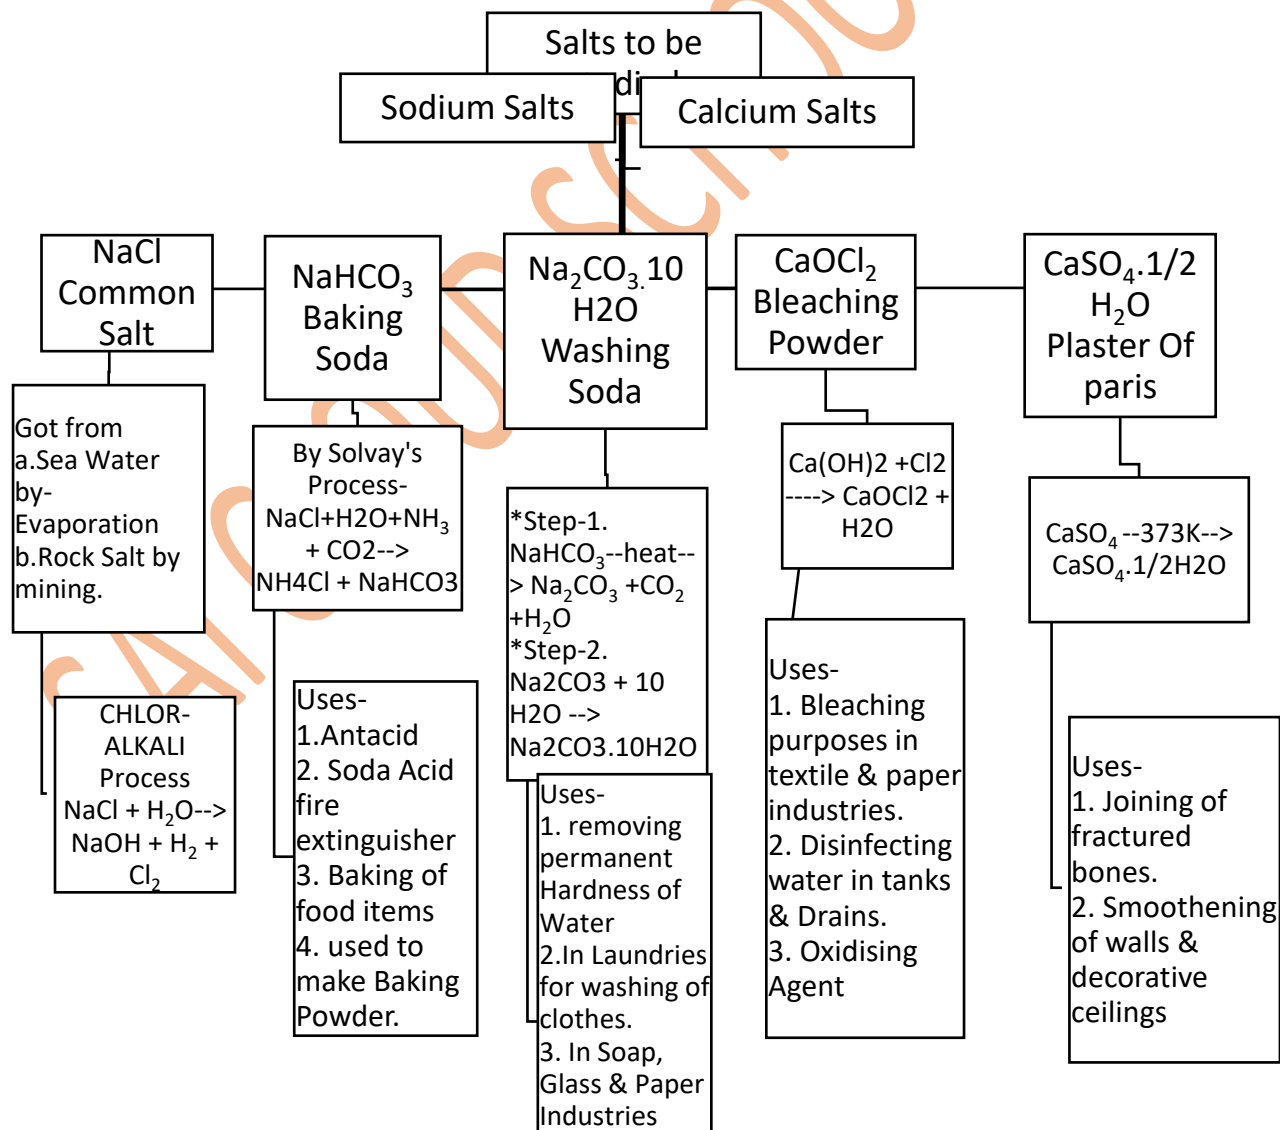 Salts to be
Sodium Salts
Calcium Salts
NaCl
Common
Salt
NaHCO₃
Baking
Soda
Na₂CO₃.10
H2O
Washing
Soda
CaOCl₂
Bleaching
Powder
CaSO₄.1/2
H₂O
Plaster Of
paris
Got from
a.Sea Water
by-
Evaporation
b.Rock Salt by
mining.
By Solvay's
Process-
NaCl+H2O+NH₃
+ CO2-->
NH4Cl + NaHCO3
*Step-1.
NaHCO₃--heat--
> Na₂CO₃ +CO₂
+H₂O
*Step-2.
Na2CO3 + 10
H2O -->
Na2CO3.10H2O
Ca(OH)2 +Cl2
----> CaOCl2 +
H2O
CaSO₄ --373K-->
CaSO₄.1/2H2O
CHLOR-
ALKALI
Process
NaCl + H₂O-->
NaOH + H₂ +
Cl₂
Uses-
1.Antacid
2. Soda Acid
fire
extinguisher
3. Baking of
food items
4. used to
make Baking
Powder.
Uses-
1. removing
permanent
Hardness of
Water
2.In Laundries
for washing of
clothes.
3. In Soap,
Glass & Paper
Industries
Uses-
1. Bleaching
purposes in
textile & paper
industries.
2. Disinfecting
water in tanks
& Drains.
3. Oxidising
Agent
Uses-
1. Joining of
fractured
bones.
2. Smoothening
of walls &
decorative
ceilings